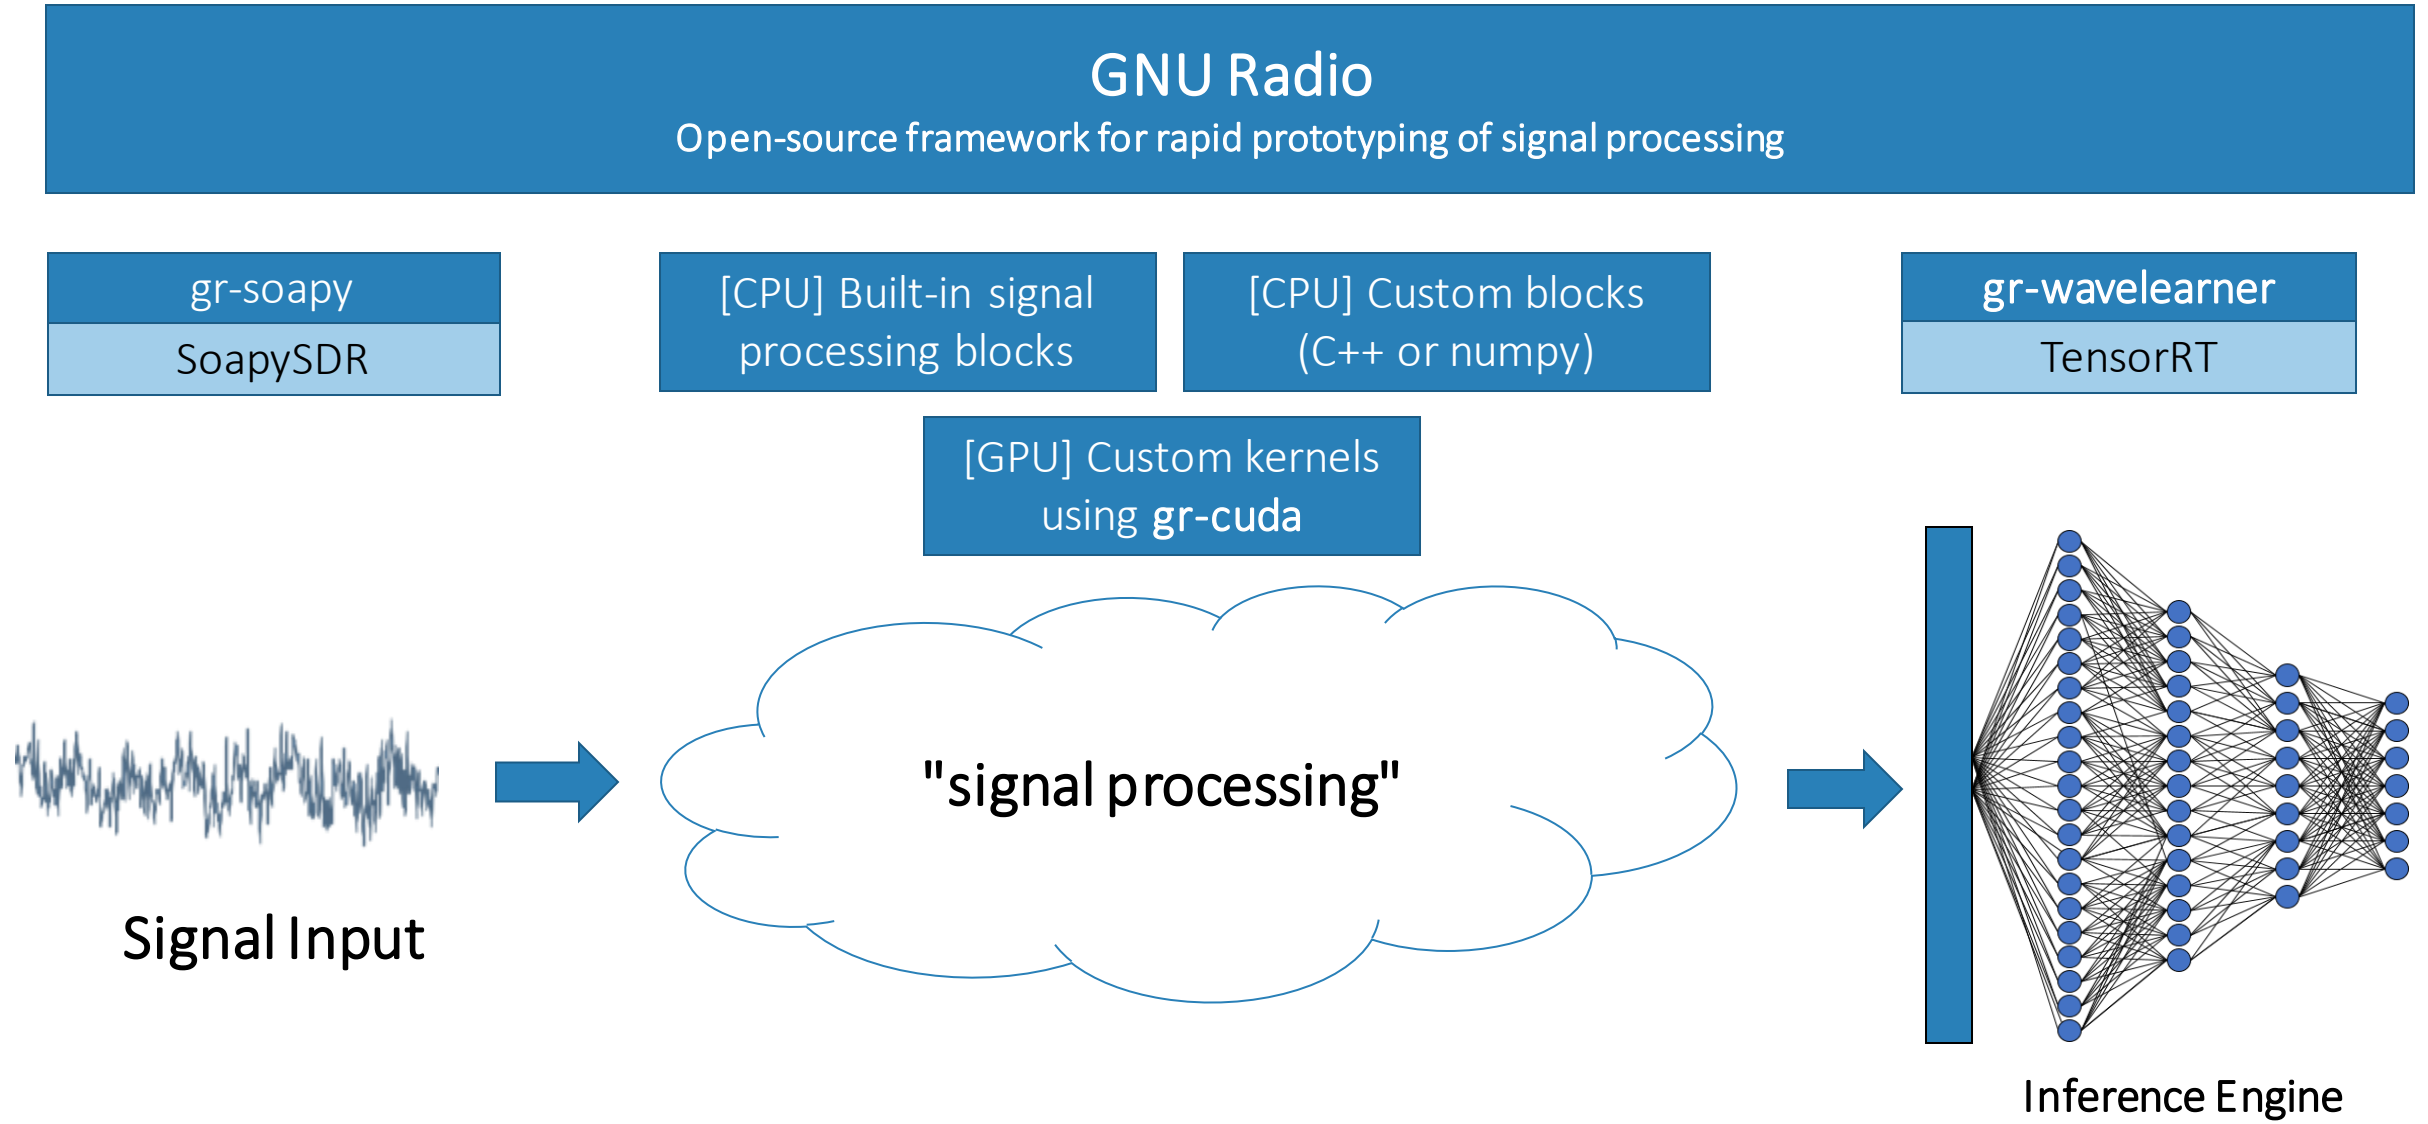 GNU Radio
Open-source framework for rapid prototyping of signal processing
gr-soapy
SoapySDR
[CPU] Built-in signal
processing blocks
[CPU] Custom blocks
(C++ or numpy)
gr-wavelearner
TensorRT
[GPU] Custom kernels
using gr-cuda
"signal processing"
Signal Input
Inference Engine